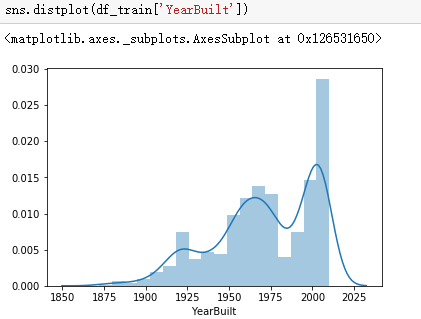 sns.distplot(df_train['YearBuilt'])
<matplotlib.axes._subplots.AxesSubplot at 0x126531650>
0.030
0.025
0.020
0.015
0.010
0.005
0.000
1850 1875 1900 1925 1950 1975 2000 2025
YearBuilt